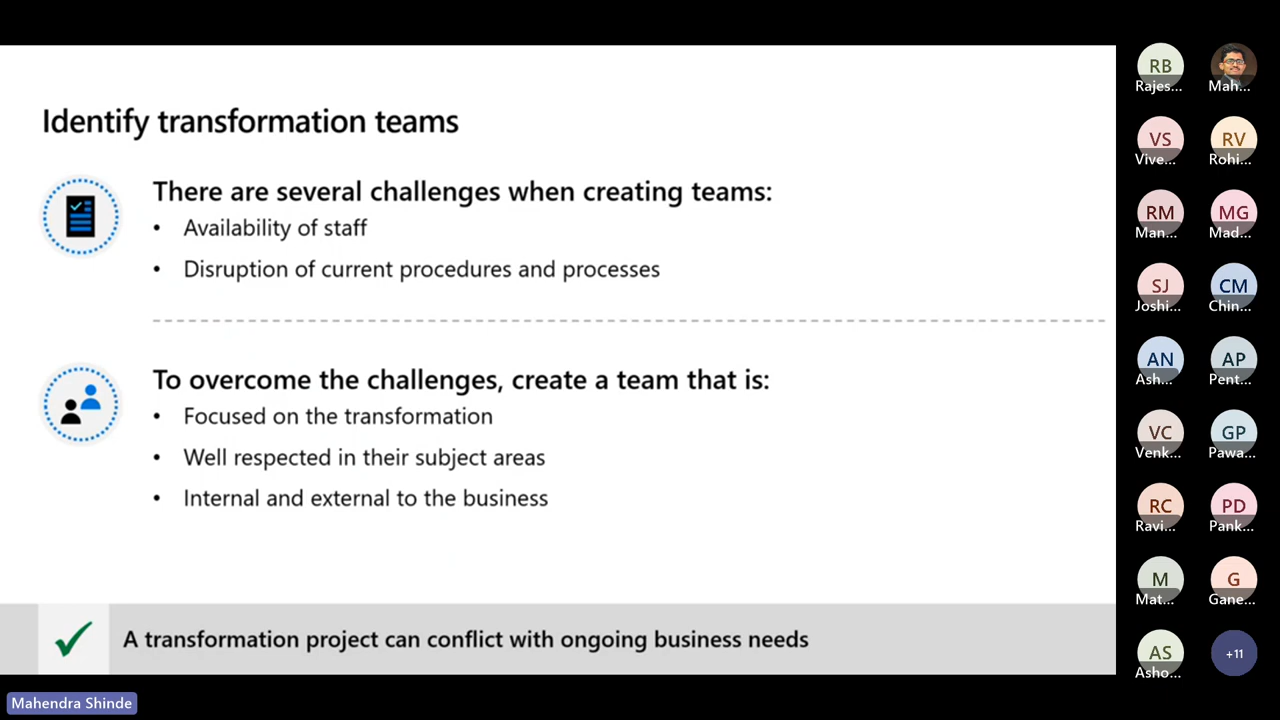 Identify transformation teams
There are several challenges when creating teams:
• Availability of staff
• Disruption of current procedures and processes
To overcome the challenges, create a team that is:
• Focused on the transformation
• Well respected in their subject areas
• Internal and external to the business
A transformation project can conflict with ongoing business needs
Mahendra Shinde
RB
Rajes... Mah...
VS RV
Vive... Rohi...
RM MG
Man... Mad...
SJ CM
Joshi... Chin...
AN AP
Ash... Pent...
VC GP
Venk... Pawa...
RC PD
Ravi... Pank...
M G
Mat... Gane...
AS +11
Asho...